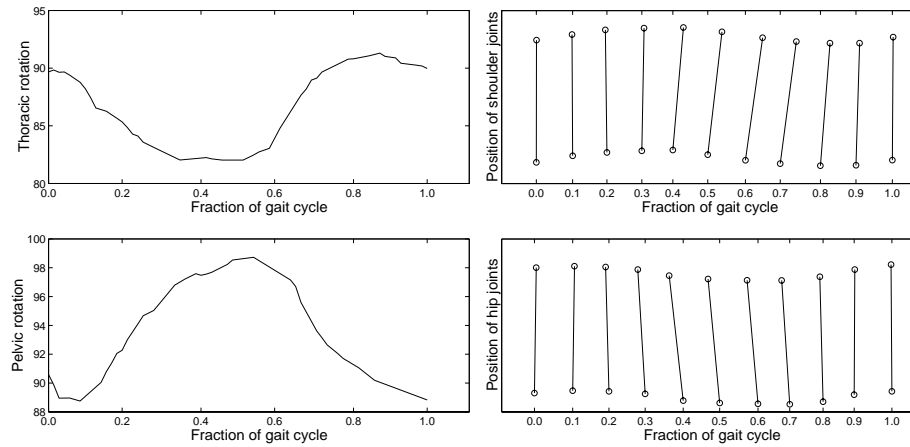 Thoracic rotation
95
90
85
80
0.0 0.2 0.4 0.6 0.8 1.0
Fraction of gait cycle
Position of shoulder joints
0.0 0.1 0.2 0.3 0.4 0.5 0.6 0.7 0.8 0.9 1.0
Fraction of gait cycle
Pelvic rotation
100
98
96
94
92
90
88
0.0 0.2 0.4 0.6 0.8 1.0
Fraction of gait cycle
Position of hip joints
0.0 0.1 0.2 0.3 0.4 0.5 0.6 0.7 0.8 0.9 1.0
Fraction of gait cycle